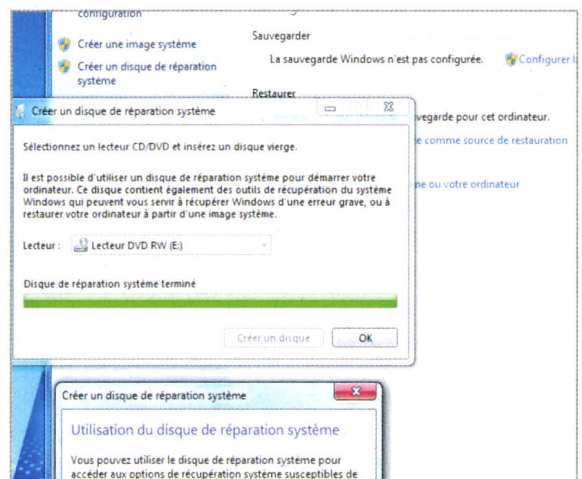 configuration
Créer une image système
Créer un disque de réparation
système
Sauvegarder
La sauvegarde Windows n'est pas configurée.
Configurer
Restaurer
Créer un disque de réparation système
vegarde pour cet ordinateur.
e comme source de restauration
ne ou votre ordinateur
Sélectionnez un lecteur CD/DVD et insérez un disque vierge.
Il est possible d'utiliser un disque de réparation système pour démarrer votre
ordinateur. Ce disque contient également des outils de récupération du système
Windows qui peuvent vous servir à récupérer Windows d'une erreur grave, ou à
restaurer votre ordinateur à partir d'une image système.
Lecteur : Lecteur DVD RW (E:)
Disque de réparation système terminé
Créer un disque
OK
Créer un disque de réparation système
Utilisation du disque de réparation système
Vous pouvez utiliser le disque de réparation système pour
accéder aux options de récupération système susceptibles de